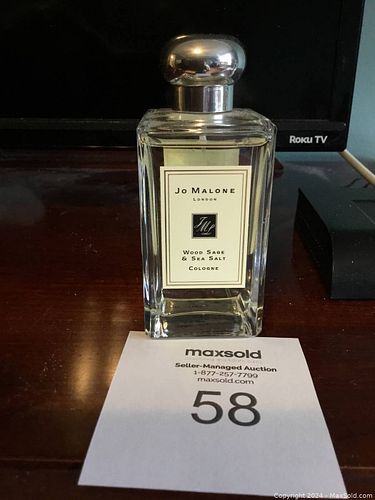 Roku TV
Jo Malone
London
Wood Sage
& Sea Salt
Cologne
maxsold
Seller-Managed Auction
1-877-257-7799
maxsold.com
58
Copyright © 2024 - MaxSold.com